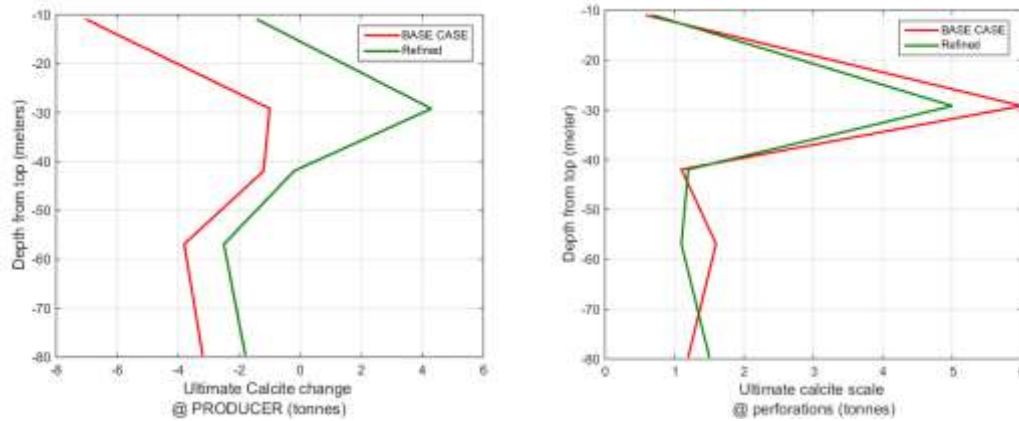 BASE CASE
Refined
-10
-20
-30
-40
-50
-60
-70
-80
Depth from top (meters)
-8 -6 -4 -2 0 2 4 6
Ultimate Calcite change
@ PRODUCER (tonnes)
BASE CASE
Refined
-10
-20
-30
-40
-50
-60
-70
-80
Depth from top (meter)
0 1 2 3 4 5 6
Ultimate calcite scale
@ perforations (tonnes)